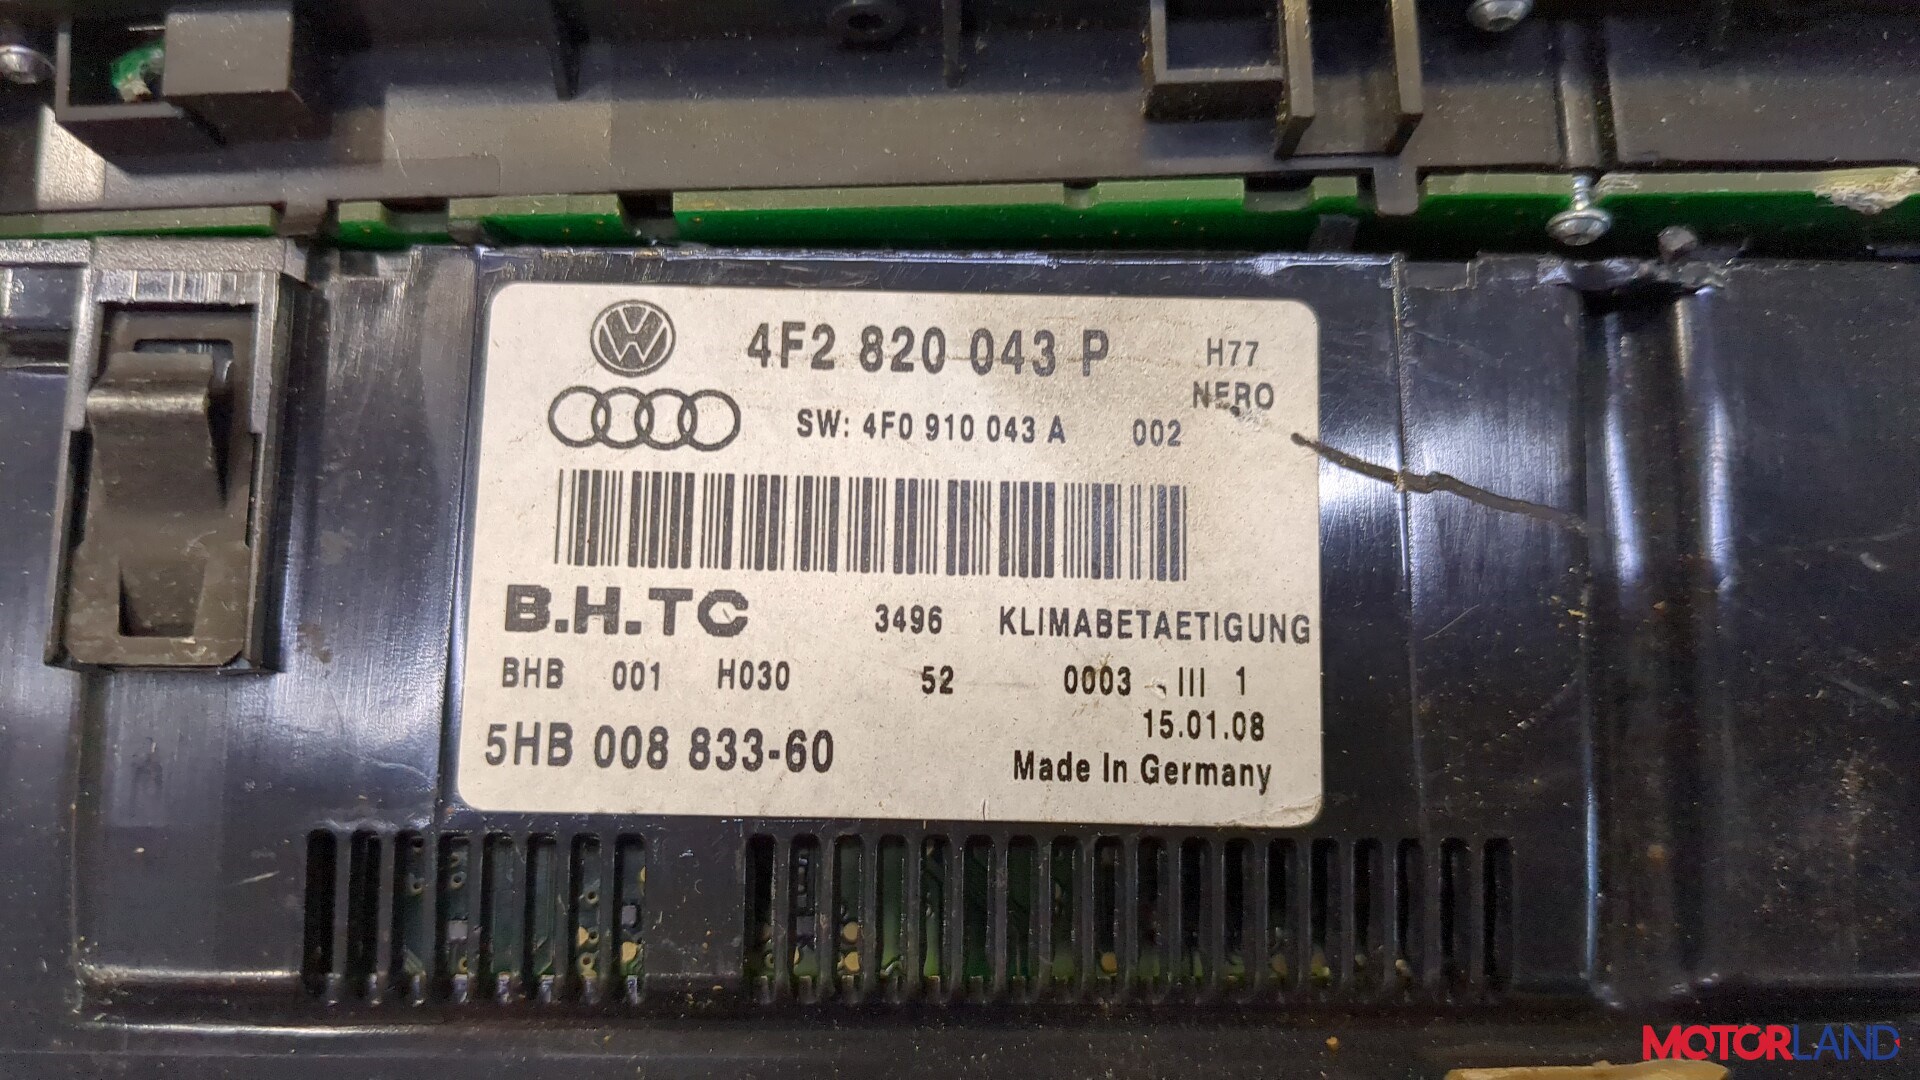 4F2 820 043 P
H77
NERO
SW: 4F0 910 043 A 002
B.H.TC 3496 KLIMABETAETIGUNG
BHB 001 H030 52 0003 - III 1
15.01.08
5HB 008 833-60
Made In Germany
MOTORLAND